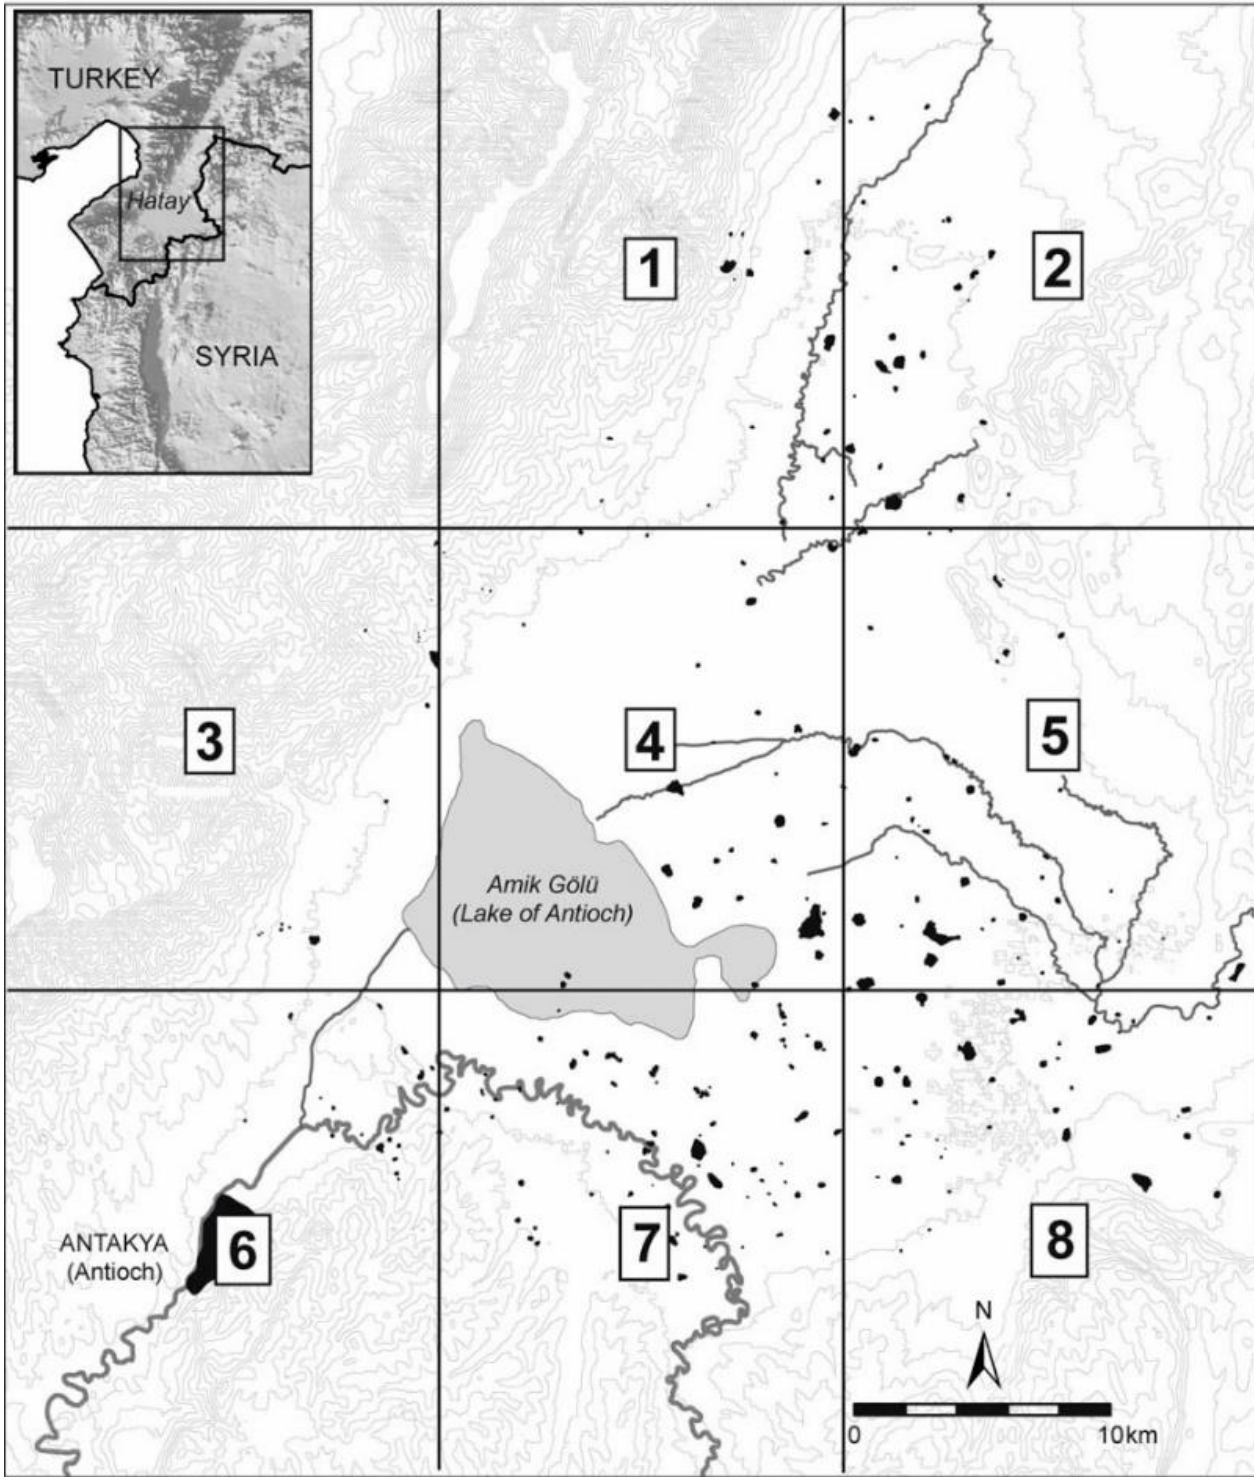 TURKEY
Hatay
SYRIA
1
2
3
4
5
Amik Gölü
(Lake of Antioch)
ANTAKYA
(Antioch)
6
7
8
N
0
10km